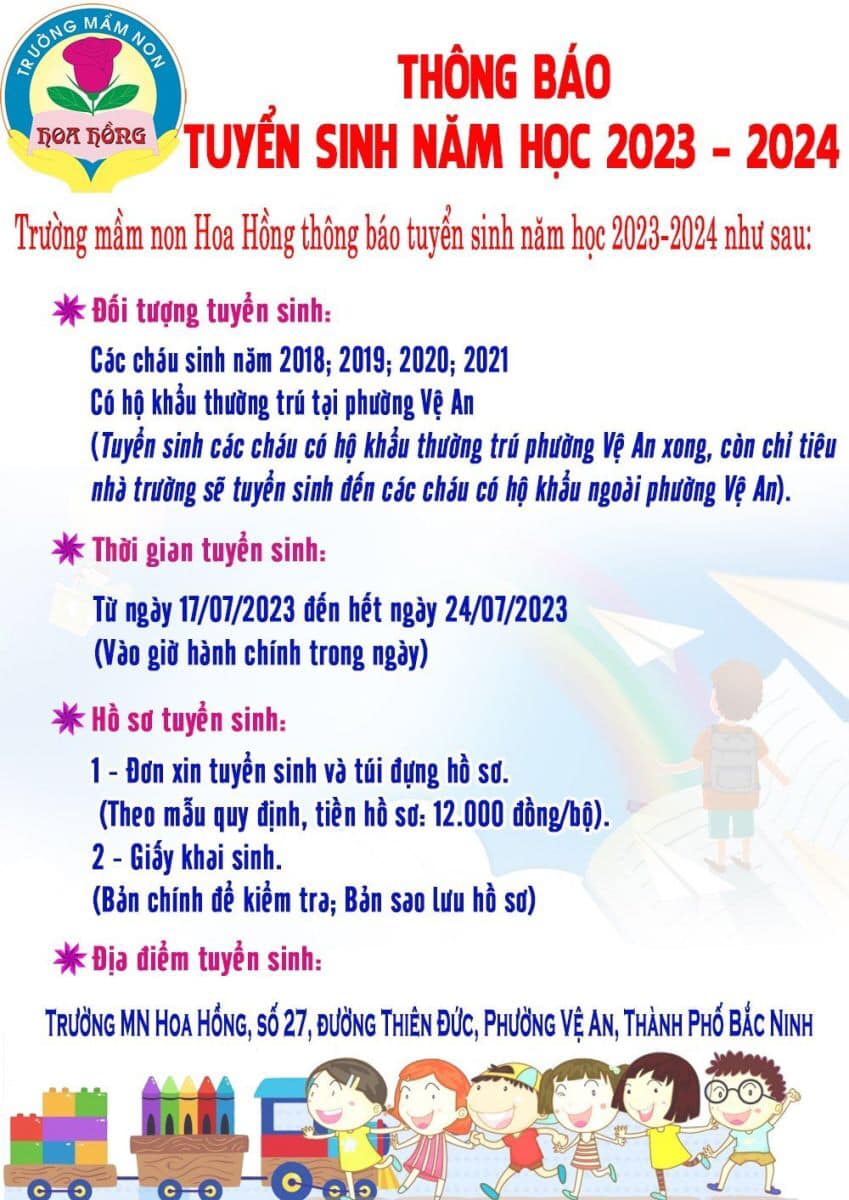 TRƯỜNG MẦM NON
HOA HỒNG
THÔNG BÁO
TUYỂN SINH NĂM HỌC 2023 - 2024
Trường mầm non Hoa Hồng thông báo tuyển sinh năm học 2023-2024 như sau:
Đối tượng tuyển sinh:
Các cháu sinh năm 2018; 2019; 2020; 2021
Có hộ khẩu thường trú tại phường Vệ An
(Tuyển sinh các cháu có hộ khẩu thường trú phường Vệ An xong, còn chỉ tiêu
nhà trường sẽ tuyển sinh đến các cháu có hộ khẩu ngoài phường Vệ An).
Thời gian tuyển sinh:
Từ ngày 17/07/2023 đến hết ngày 24/07/2023
(Vào giờ hành chính trong ngày)
Hồ sơ tuyển sinh:
1 - Đơn xin tuyển sinh và túi đựng hồ sơ.
(Theo mẫu quy định, tiền hồ sơ: 12.000 đồng/bộ).
2 - Giấy khai sinh.
(Bản chính để kiểm tra; Bản sao lưu hồ sơ)
Địa điểm tuyển sinh:
TRƯỜNG MN HOA HỒNG, SỐ 27, ĐƯỜNG THIÊN ĐỨC, PHƯỜNG VỆ AN, THÀNH PHỐ BẮC NINH